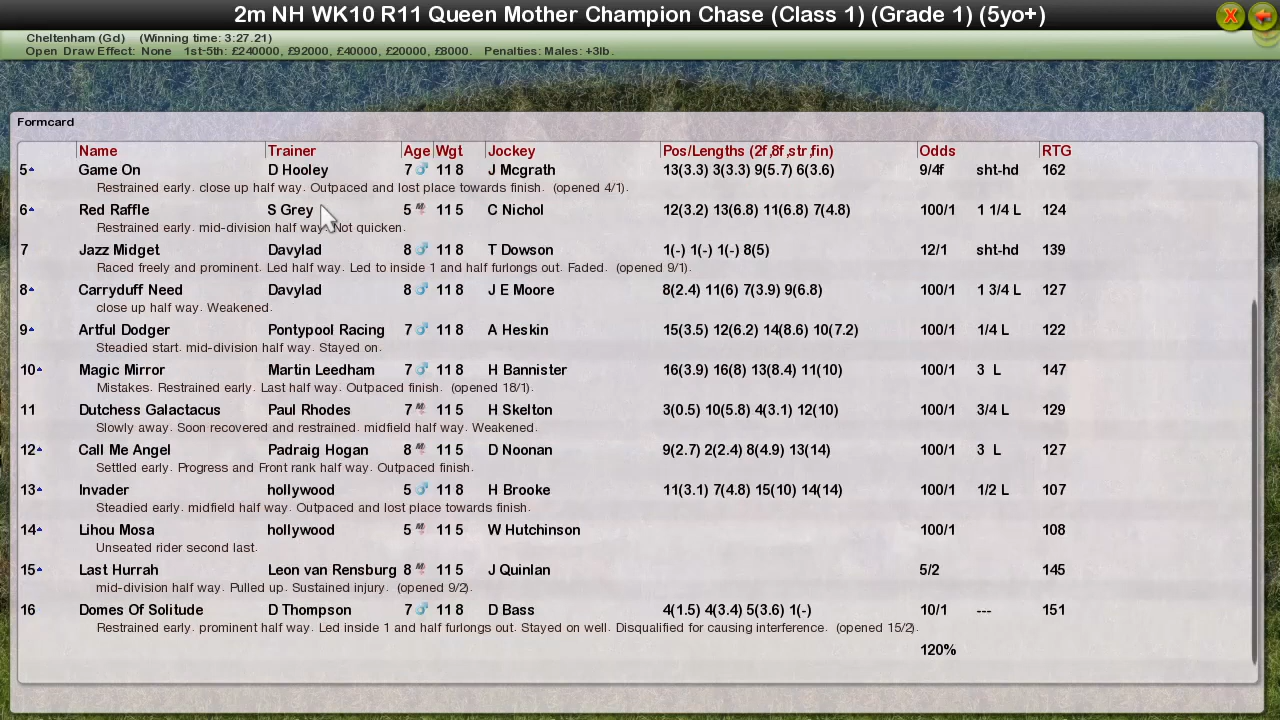 2m NH WK10 R11 Queen Mother Champion Chase (Class 1) (Grade 1) (5yo+)
Cheltenham (Gd) (Winning time: 3:27.21)
Open Draw Effect: None 1st-5th: £240000, £92000, £40000, £20000, £8000. Penalties: Males: +3lb.
Formcard
Name Trainer Age Wgt Jockey Pos/Lengths (2f,8f,str,fin) Odds RTG
5 Game On D Hooley 7 11 8 J Mcgrath 13(3.3) 3(3.3) 9(5.7) 6(3.6) 9/4f sht-hd 162
Restrained early. close up half way. Outpaced and lost place towards finish. (opened 4/1).
6 Red Raffle S Grey 5 M 11 5 C Nichol 12(3.2) 13(6.8) 11(6.8) 7(4.8) 100/1 1 1/4 L 124
Restrained early. mid-division half way. Not quicken.
7 Jazz Midget Davylad 8 11 8 T Dowson 1(-) 1(-) 1(-) 8(5) 12/1 sht-hd 139
Raced freely and prominent. Led half way. Led to inside 1 and half furlongs out. Faded. (opened 9/1).
8 Carryduff Need Davylad 8 11 8 J E Moore 8(2.4) 11(6) 7(3.9) 9(6.8) 100/1 1 3/4 L 127
close up half way. Weakened.
9 Artful Dodger Pontypool Racing 7 11 8 A Heskin 15(3.5) 12(6.2) 14(8.6) 10(7.2) 100/1 1/4 L 122
Steadied start. mid-division half way. Stayed on.
10 Magic Mirror Martin Leedham 7 11 8 H Bannister 16(3.9) 16(8) 13(8.4) 11(10) 100/1 3 L 147
Mistakes. Restrained early. Last half way. Outpaced finish. (opened 18/1).
11 Dutchess Galactacus Paul Rhodes 7 M 11 5 H Skelton 3(0.5) 10(5.8) 4(3.1) 12(10) 100/1 3/4 L 129
Slowly away. Soon recovered and restrained. midfield half way. Weakened.
12 Call Me Angel Padraig Hogan 8 M 11 5 D Noonan 9(2.7) 2(2.4) 8(4.9) 13(14) 100/1 3 L 127
Settled early. Progress and Front rank half way. Outpaced finish.
13 Invader hollywood 5 11 8 H Brooke 11(3.1) 7(4.8) 15(10) 14(14) 100/1 1/2 L 107
Steadied early. midfield half way. Outpaced and lost place towards finish.
14 Lihou Mosa hollywood 5 M 11 5 W Hutchinson 100/1 108
Unseated rider second last.
15 Last Hurrah Leon van Rensburg 8 M 11 5 J Quinlan 5/2 145
mid-division half way. Pulled up. Sustained injury. (opened 9/2).
16 Domes Of Solitude D Thompson 7 11 8 D Bass 4(1.5) 4(3.4) 5(3.6) 1(-) 10/1 --- 151
Restrained early. prominent half way. Led inside 1 and half furlongs out. Stayed on well. Disqualified for causing interference. (opened 15/2).
120%